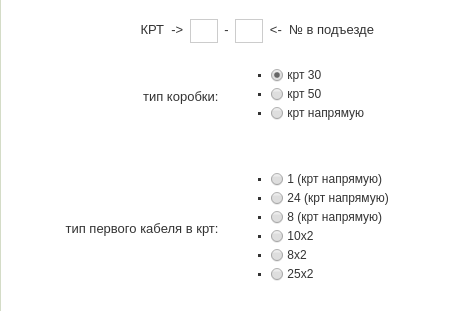 КРТ -> - <- № в подъезде
крт 30
тип коробки:
крт 50
крт напрямую
1 (крт напрямую)
24 (крт напрямую)
8 (крт напрямую)
тип первого кабеля в крт:
10x2
8x2
25x2